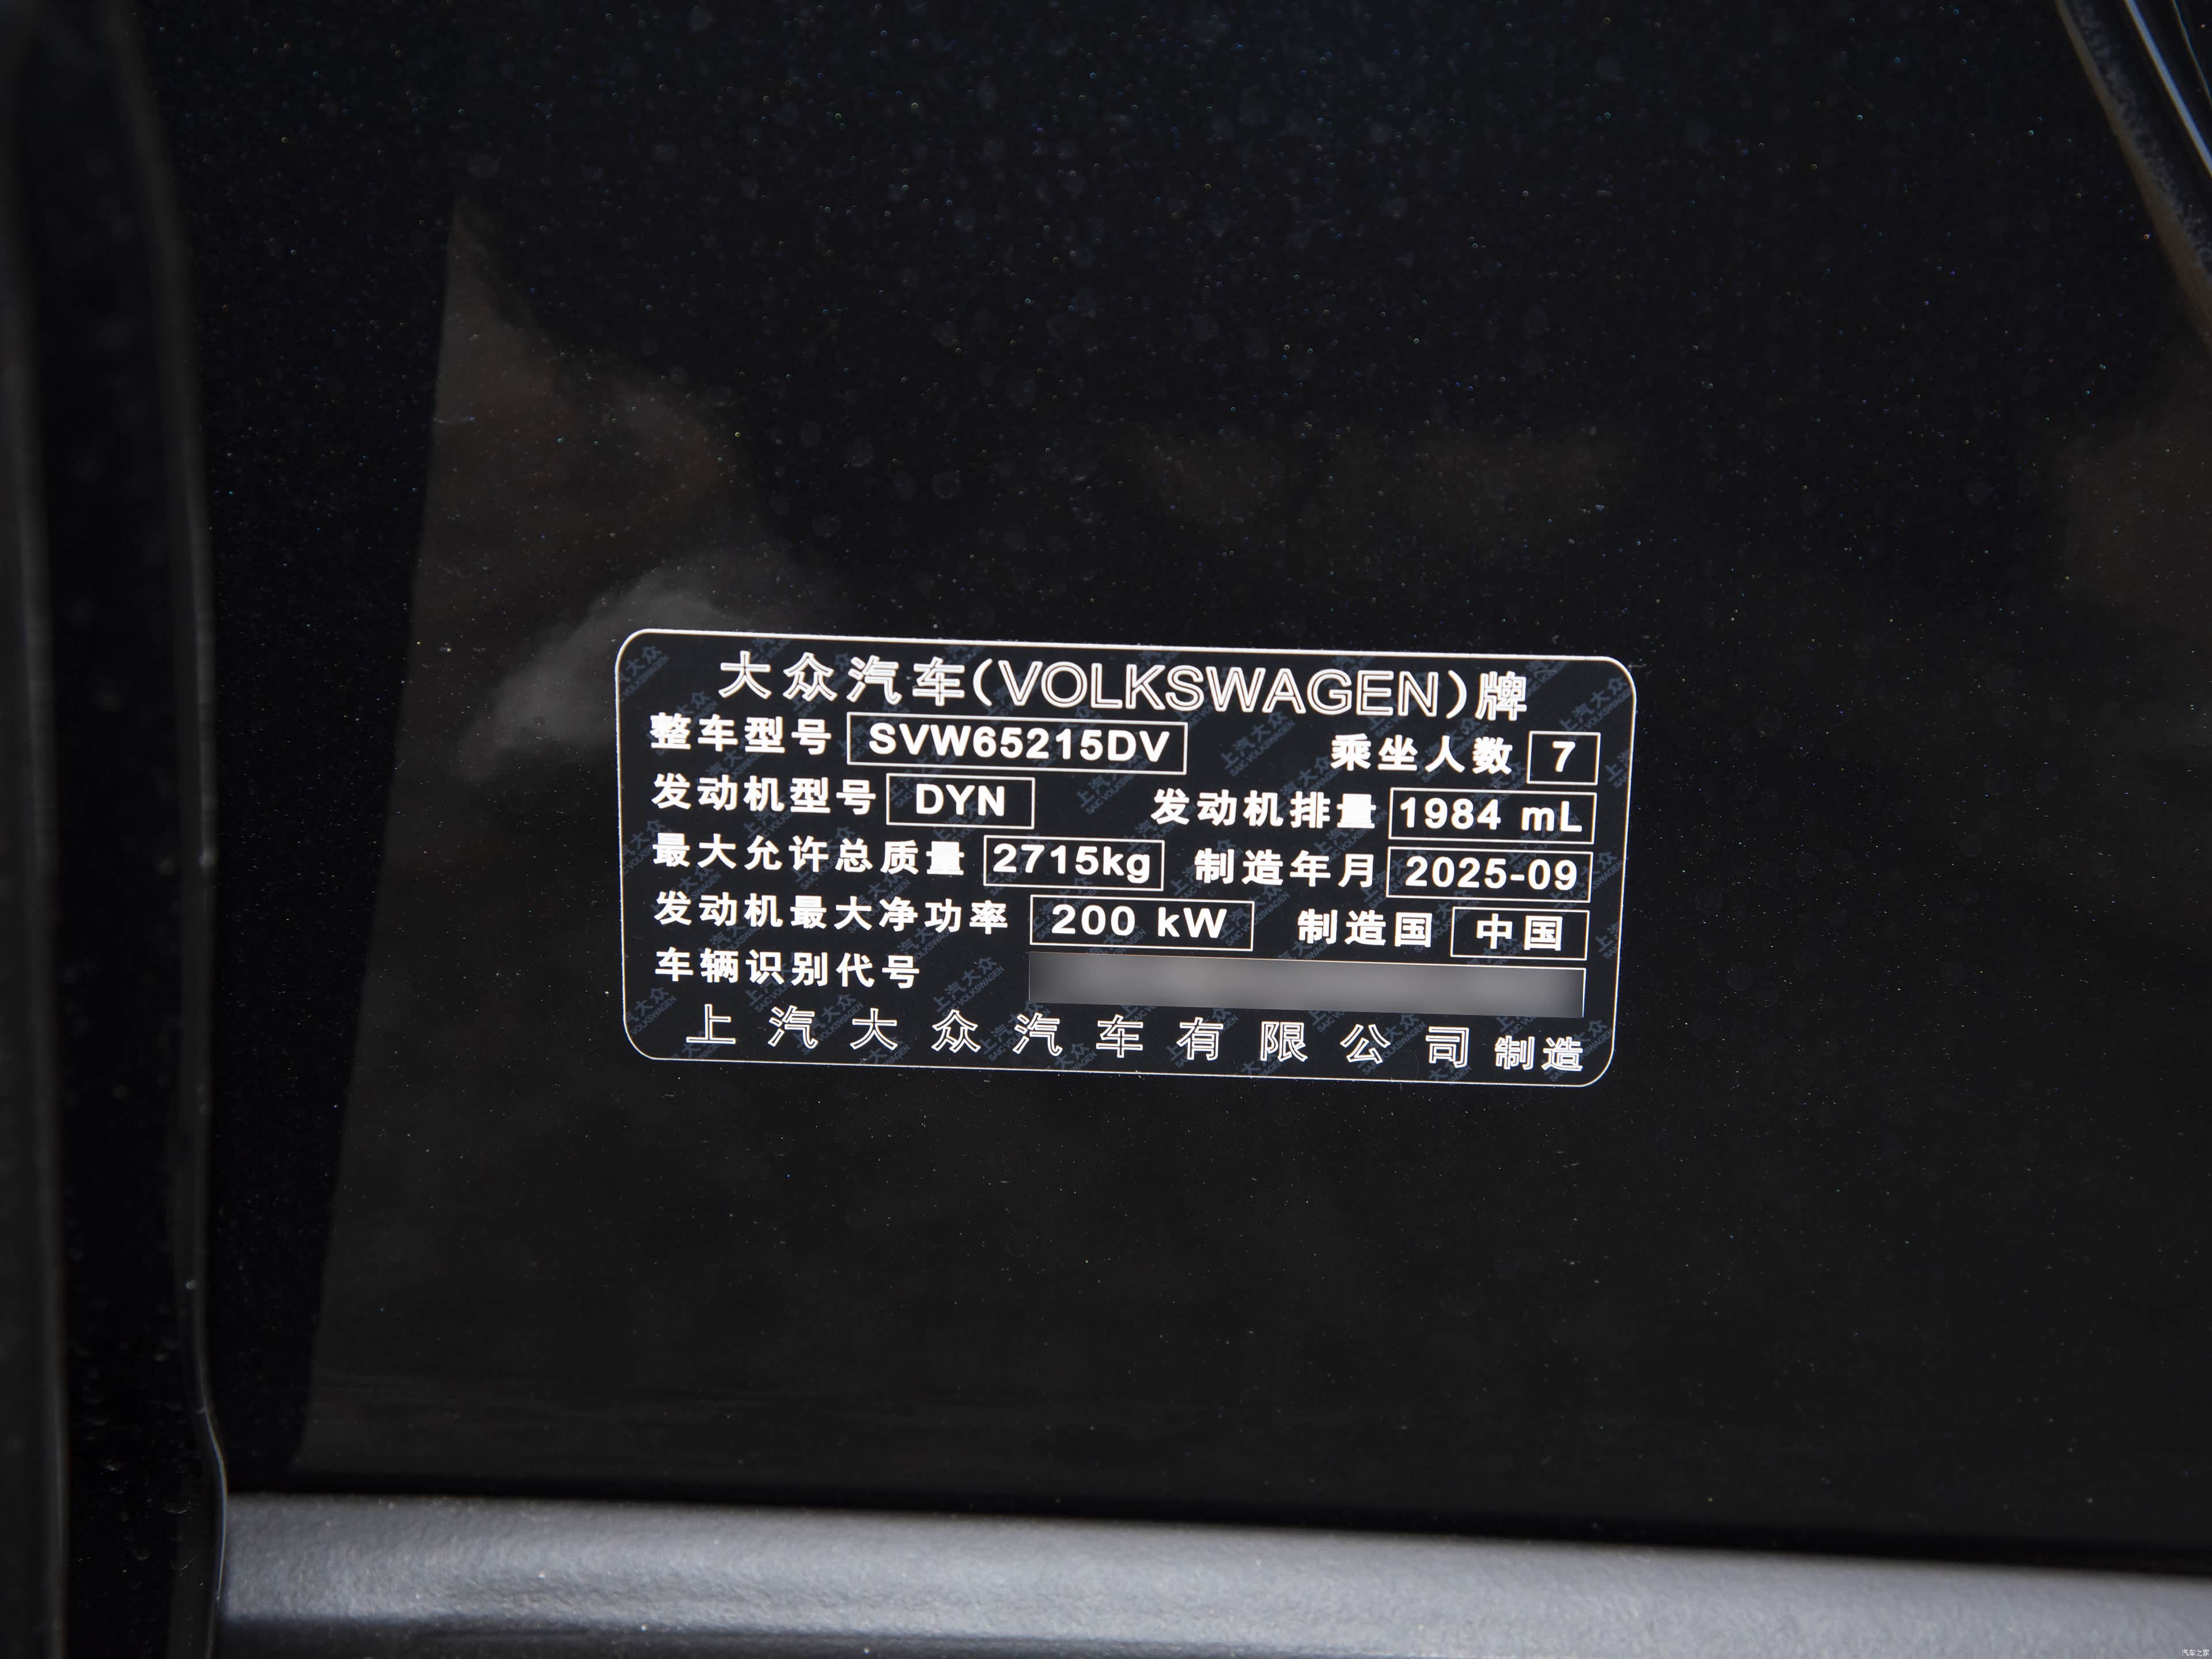 大众汽车(VOLKSWAGEN)牌
整车型号 SVW65215DV 乘坐人数 7
发动机型号 DYN 发动机排量 1984 mL
最大允许总质量 2715kg 制造年月 2025-09
发动机最大净功率 200 kW 制造国 中国
车辆识别代号
上汽大众汽车有限公司 制造
汽车之家